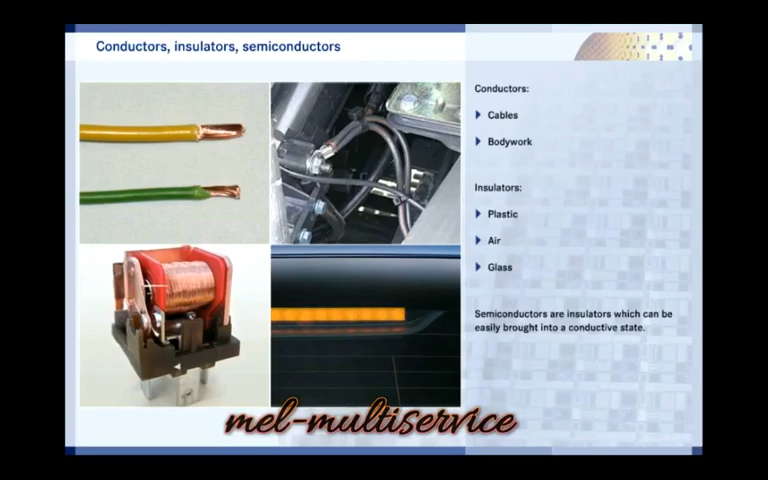 Conductors, insulators, semiconductors
Conductors:
Cables
Bodywork
Insulators:
Plastic
Air
Glass
Semiconductors are insulators which can be
easily brought into a conductive state.
mel-multiservice